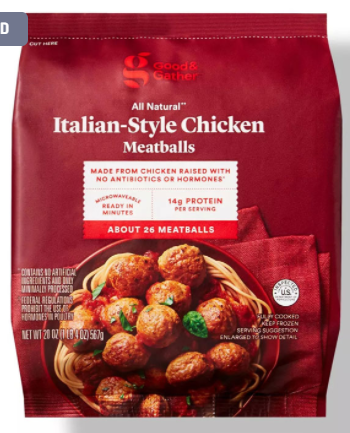 D
CUT HERE
g
Good&
Gather
All Natural**
Italian-Style Chicken
Meatballs
MADE FROM CHICKEN RAISED WITH
NO ANTIBIOTICS OR HORMONES*
MICROWAVEABLE
READY IN
MINUTES
14g PROTEIN
PER SERVING
ABOUT 26 MEATBALLS
CONTAINS NO ARTIFICIAL
INGREDIENTS AND ONLY
MINIMALLY PROCESSED
FEDERAL REGULATIONS
PROHIBIT THE USE OF
HORMONES IN POULTRY
NET WT 20 OZ (1 LB 4 OZ) 567g
U.S.
FULLY COOKED
KEEP FROZEN
SERVING SUGGESTION
ENLARGED TO SHOW DETAIL